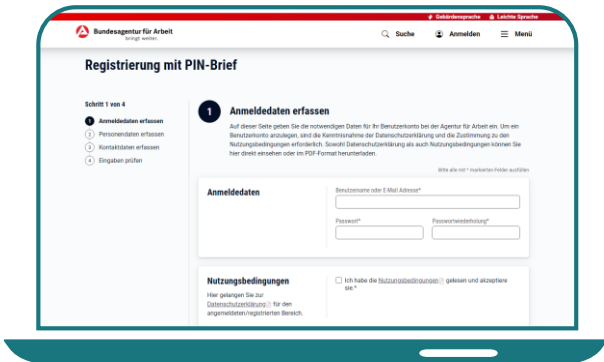 Gebärdensprache Leichte Sprache
Bundesagentur für Arbeit
bringt weiter.
Suche Anmelden Menü
Registrierung mit PIN-Brief
Schritt 1 von 4
1 Anmeldedaten erfassen
2 Personendaten erfassen
3 Kontaktdaten erfassen
4 Eingaben prüfen
1 Anmeldedaten erfassen
Auf dieser Seite geben Sie die notwendigen Daten für Ihr Benutzerkonto bei der Agentur für Arbeit ein. Um ein
Benutzerkonto anzulegen, sind die Kenntnisnahme der Datenschutzerklärung und die Zustimmung zu den
Nutzungsbedingungen erforderlich. Sowohl Datenschutzerklärung als auch Nutzungsbedingungen können Sie
hier direkt einsehen oder im PDF-Format herunterladen.
Bitte alle mit * markierten Felder ausfüllen
Anmeldedaten
Benutzername oder E-Mail Adresse*
Passwort* Passwortwiederholung*
Nutzungsbedingungen
Hier gelangen Sie zur
Datenschutzerklärung für den
angemeldeten/registrierten Bereich.
Ich habe die Nutzungsbedingungen gelesen und akzeptiere
sie.*